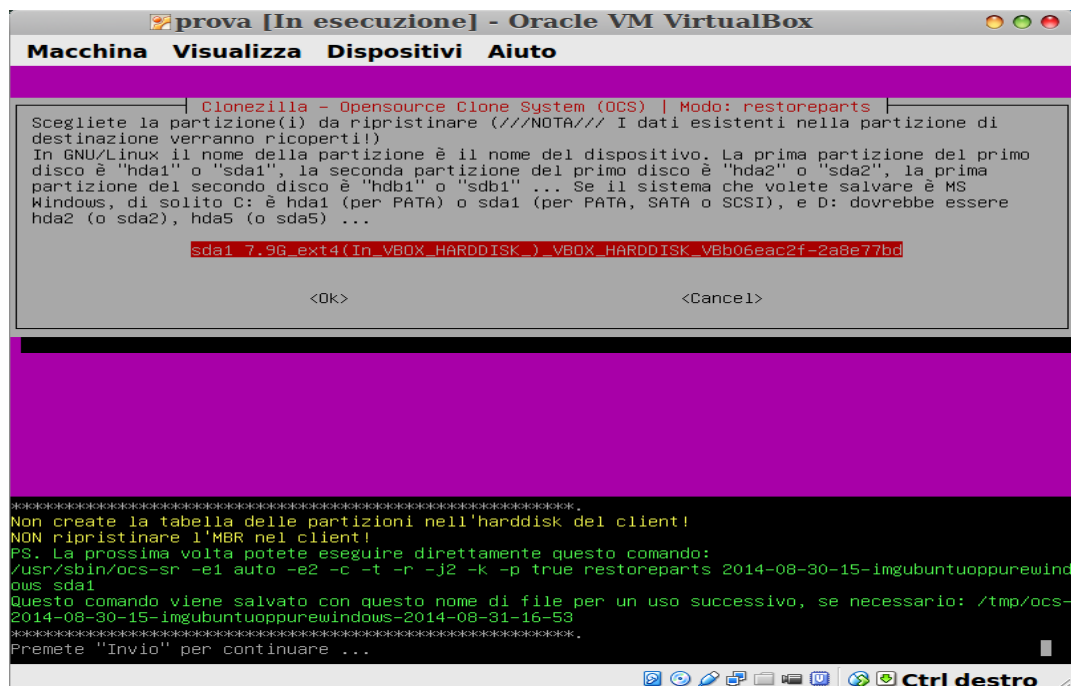 prova [In esecuzione] - Oracle VM VirtualBox
Macchina Visualizza Dispositivi Aiuto
Clonezilla - Opensource Clone System (OCS) | Modo: restoreparts
Scegliete la partizione(i) da ripristinare (///NOTA/// I dati esistenti nella partizione di
destinazione verranno ricoperti!)
In GNU/Linux il nome della partizione è il nome del dispositivo. La prima partizione del primo
disco è "hda1" o "sda1", la seconda partizione del primo disco è "hda2" o "sda2", la prima
partizione del secondo disco è "hdb1" o "sdb1" ... Se il sistema che volete salvare è MS
Windows, di solito C: è hda1 (per PATA) o sda1 (per PATA, SATA o SCSI), e D: dovrebbe essere
hda2 (o sda2), hda5 (o sda5) ...
sda1 7.9G_ext4(In_VBOX_HARDDISK_)_VBOX_HARDDISK_VBb06eac2f-2a8e77bd
<Ok> <Cancel>
*****************************************************.
Non create la tabella delle partizioni nell'harddisk del client!
NON ripristinare l'MBR nel client!
PS. La prossima volta potete eseguire direttamente questo comando:
/usr/sbin/ocs-sr -e1 auto -e2 -c -t -r -j2 -k -p true restoreparts 2014-08-30-15-imgubuntuoppurewind
ows sda1
Questo comando viene salvato con questo nome di file per un uso successivo, se necessario: /tmp/ocs-
2014-08-30-15-imgubuntuoppurewindows-2014-08-31-16-53
*****************************************************.
Premete "Invio" per continuare ...
Ctrl destro